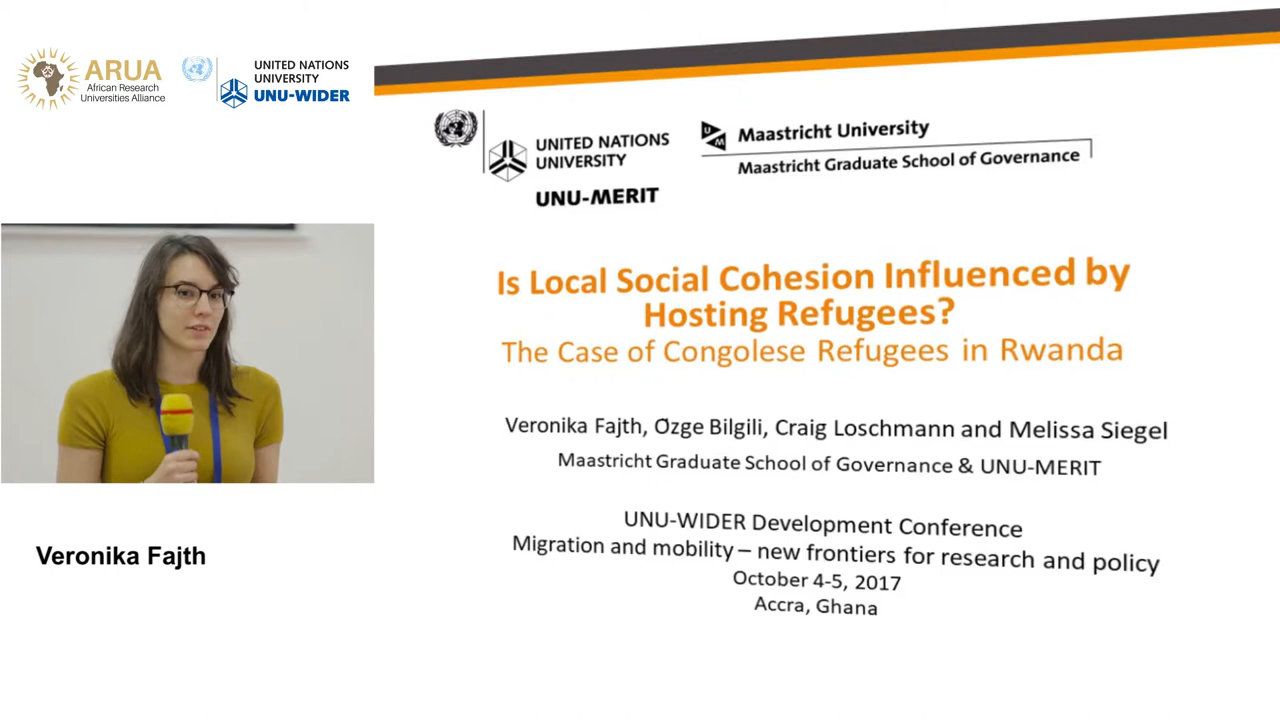 ARUA
African Research
Universities Alliance
UNITED NATIONS
UNIVERSITY
UNU-WIDER
UNITED NATIONS
UNIVERSITY
UNU-MERIT
UM
Maastricht University
Maastricht Graduate School of Governance
Is Local Social Cohesion Influenced by
Hosting Refugees?
The Case of Congolese Refugees in Rwanda
Veronika Fajth, Özge Bilgili, Craig Loschmann and Melissa Siegel
Maastricht Graduate School of Governance & UNU-MERIT
UNU-WIDER Development Conference
Migration and mobility – new frontiers for research and policy
October 4-5, 2017
Accra, Ghana
Veronika Fajth